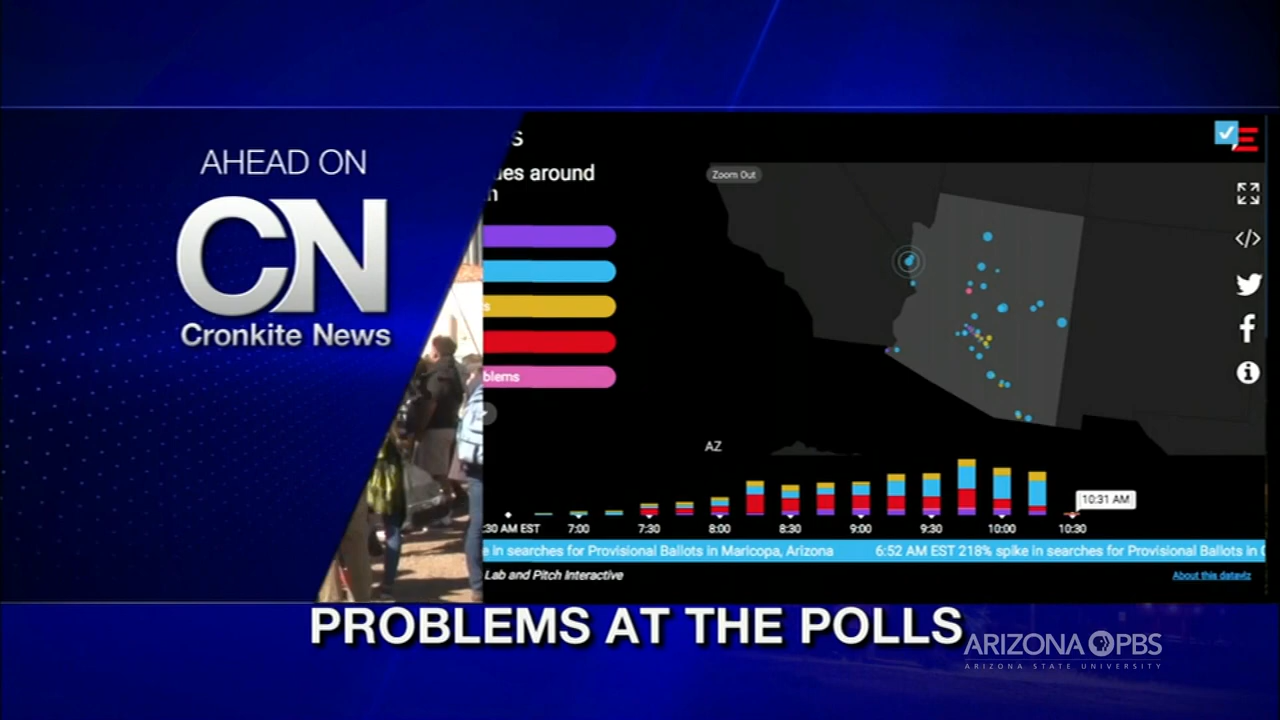 AHEAD ON
CN
Cronkite News
s
ues around
s
blems
Zoom Out
AZ
10:31 AM
:30 AM EST 7:00 7:30 8:00 8:30 9:00 9:30 10:00 10:30
e in searches for Provisional Ballots in Maricopa, Arizona 6:52 AM EST 218% spike in searches for Provisional Ballots in
Lab and Pitch Interactive
About this dataviz
PROBLEMS AT THE POLLS
ARIZONA PBS
ARIZONA STATE UNIVERSITY